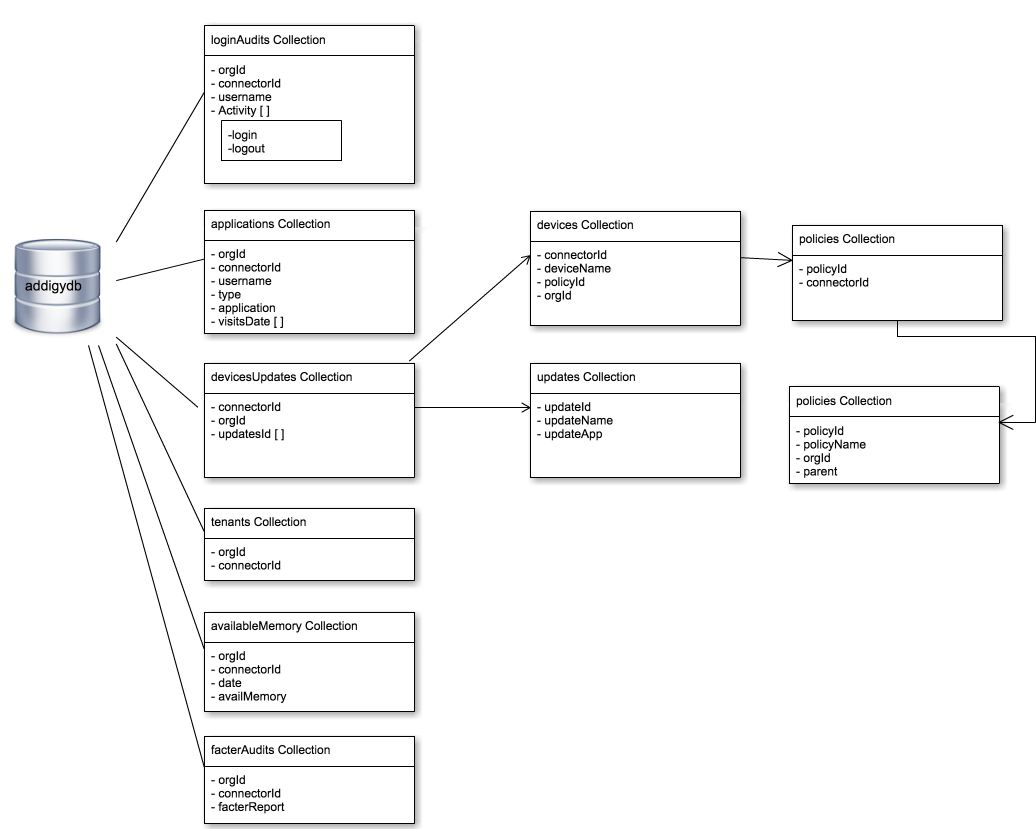 addigydb
loginAudits Collection
- orgId
- connectorId
- username
- Activity [ ]
-login
-logout
applications Collection
- orgId
- connectorId
- username
- type
- application
- visitsDate [ ]
devicesUpdates Collection
- connectorId
- orgId
- updatesId [ ]
tenants Collection
- orgId
- connectorId
availableMemory Collection
- orgId
- connectorId
- date
- availMemory
facterAudits Collection
- orgId
- connectorId
- facterReport
devices Collection
- connectorId
- deviceName
- policyId
- orgId
updates Collection
- updateId
- updateName
- updateApp
policies Collection
- policyId
- connectorId
policies Collection
- policyId
- policyName
- orgId
- parent